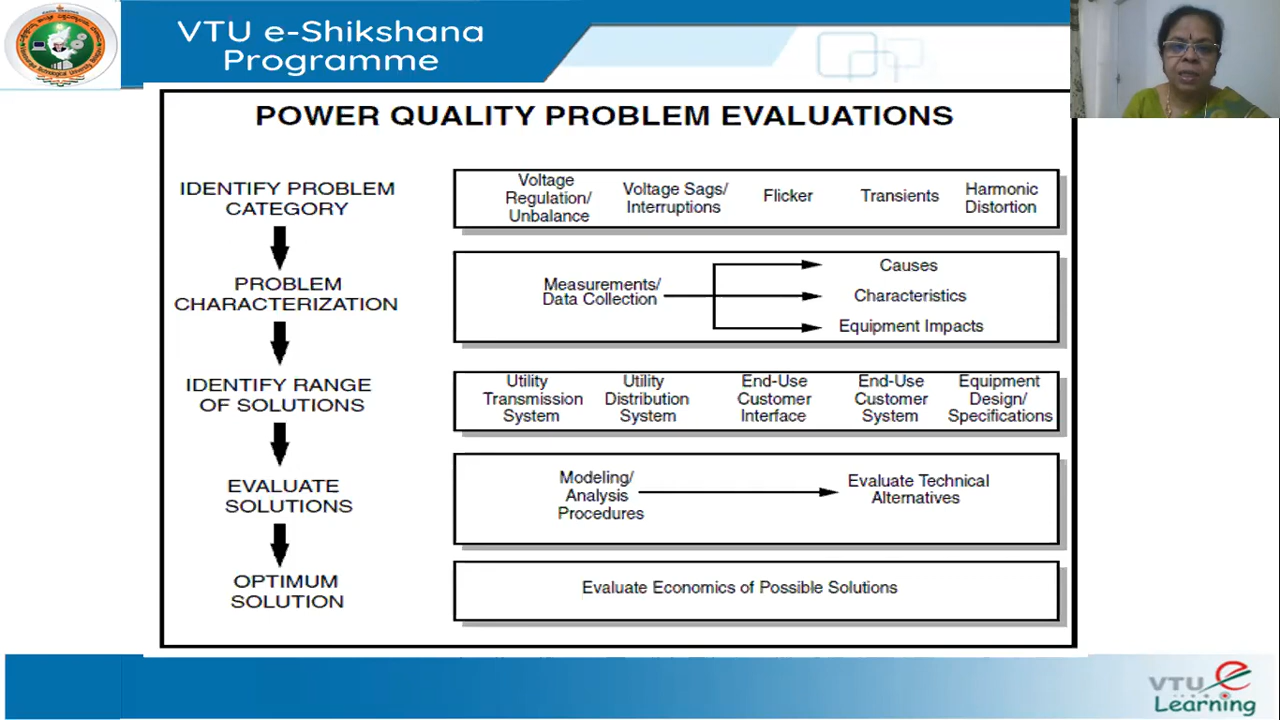 VTU e-Shikshana
Programme
POWER QUALITY PROBLEM EVALUATIONS
IDENTIFY PROBLEM
CATEGORY
Voltage
Regulation/
Unbalance
Voltage Sags/
Interruptions
Flicker
Transients
Harmonic
Distortion
PROBLEM
CHARACTERIZATION
Measurements/
Data Collection
Causes
Characteristics
Equipment Impacts
IDENTIFY RANGE
OF SOLUTIONS
Utility
Transmission
System
Utility
Distribution
System
End-Use
Customer
Interface
End-Use
Customer
System
Equipment
Design/
Specifications
EVALUATE
SOLUTIONS
Modeling/
Analysis
Procedures
Evaluate Technical
Alternatives
OPTIMUM
SOLUTION
Evaluate Economics of Possible Solutions
VTU e
Learning